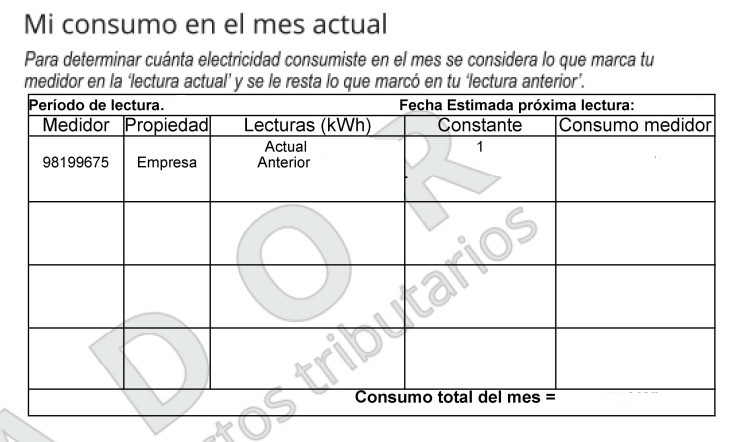 Mi consumo en el mes actual
Para determinar cuánta electricidad consumiste en el mes se considera lo que marca tu
medidor en la 'lectura actual' y se le resta lo que marcó en tu 'lectura anterior'.
Período de lectura. Fecha Estimada próxima lectura:
Medidor Propiedad Lecturas (kWh) Constante Consumo medidor
98199675 Empresa Actual 1
Anterior
Consumo total del mes =
A D O R
ctos tributarios